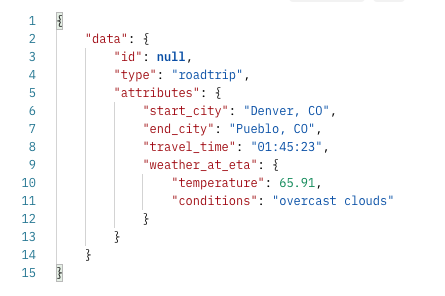 1 {
2     "data": {
3         "id": null,
4         "type": "roadtrip",
5         "attributes": {
6             "start_city": "Denver, CO",
7             "end_city": "Pueblo, CO",
8             "travel_time": "01:45:23",
9             "weather_at_eta": {
10                 "temperature": 65.91,
11                 "conditions": "overcast clouds"
12             }
13         }
14     }
15 }